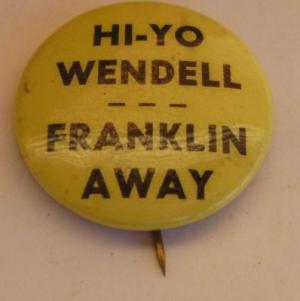 HI-YO
WENDELL
---
FRANKLIN
AWAY